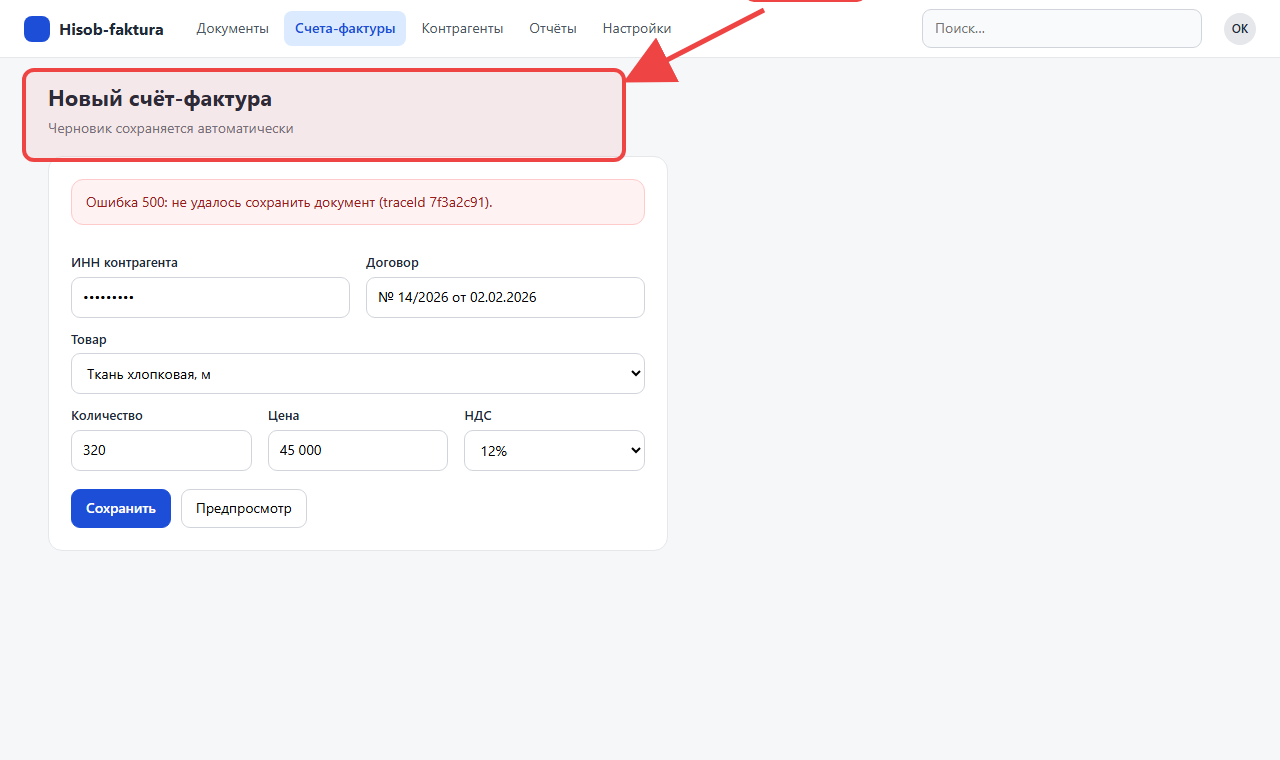 Hisob-faktura
Документы
Счета-фактуры
Контрагенты
Отчёты
Настройки
Поиск...
OK
Новый счёт-фактура
Черновик сохраняется автоматически
Ошибка 500: не удалось сохранить документ (traceId 7f3a2c91).
ИНН контрагента
Договор
•••••••••
№ 14/2026 от 02.02.2026
Товар
Ткань хлопковая, м
Количество
Цена
НДС
320
45 000
12%
Сохранить
Предпросмотр